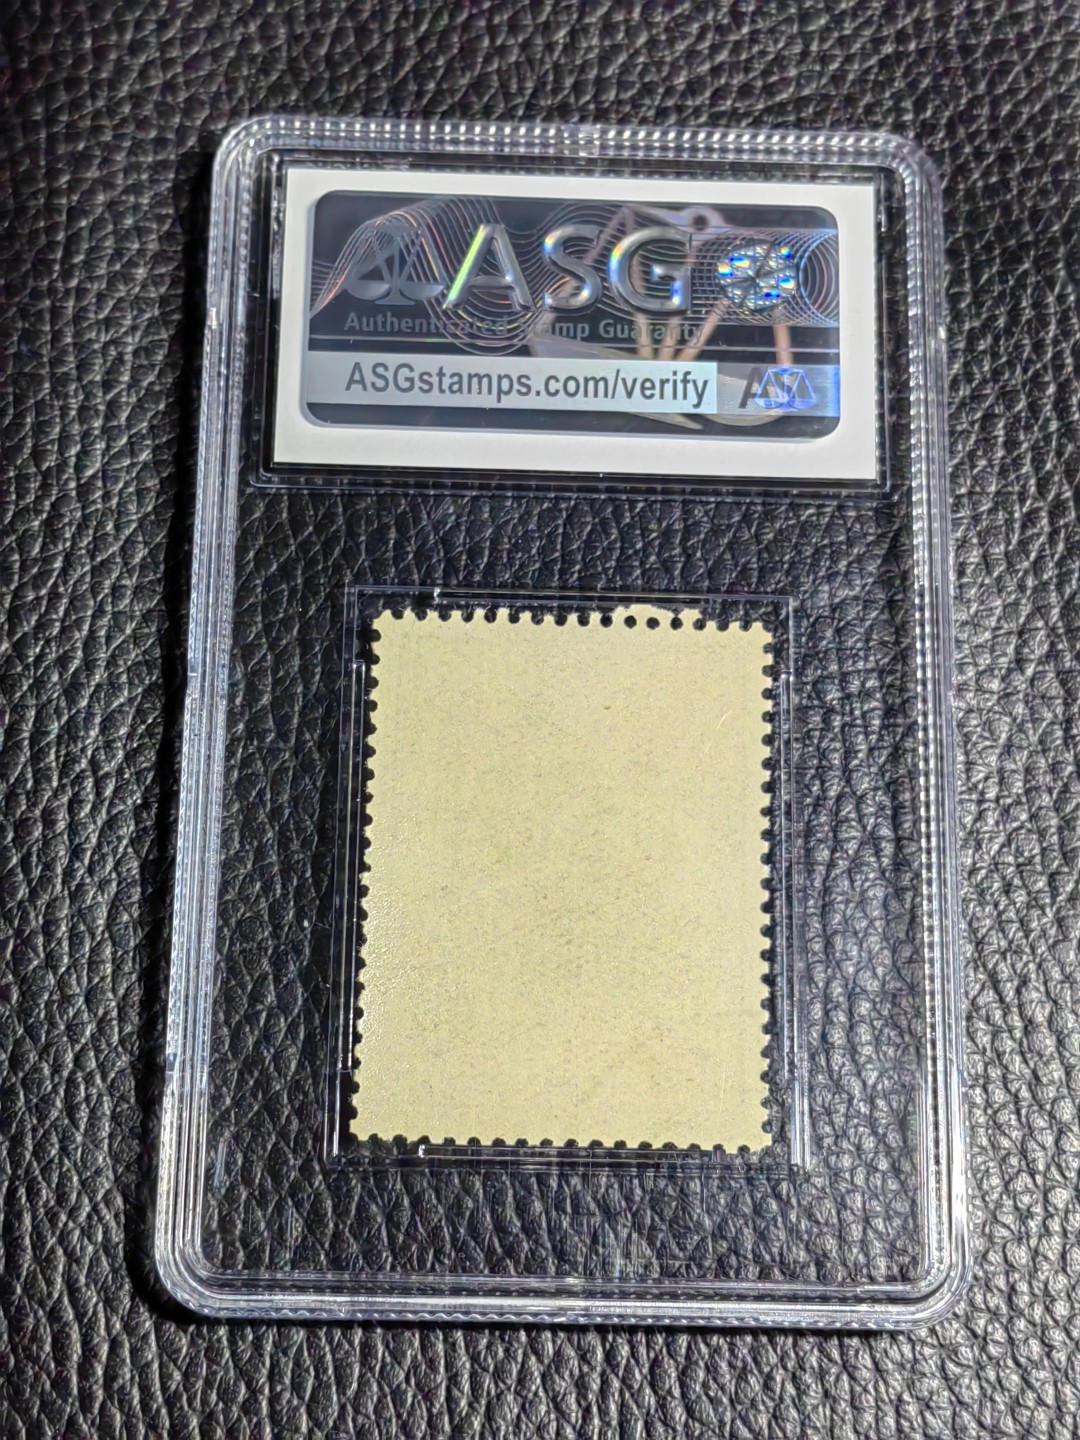 ASG
Authenticated Stamp Guaranty
ASGstamps.com/verify